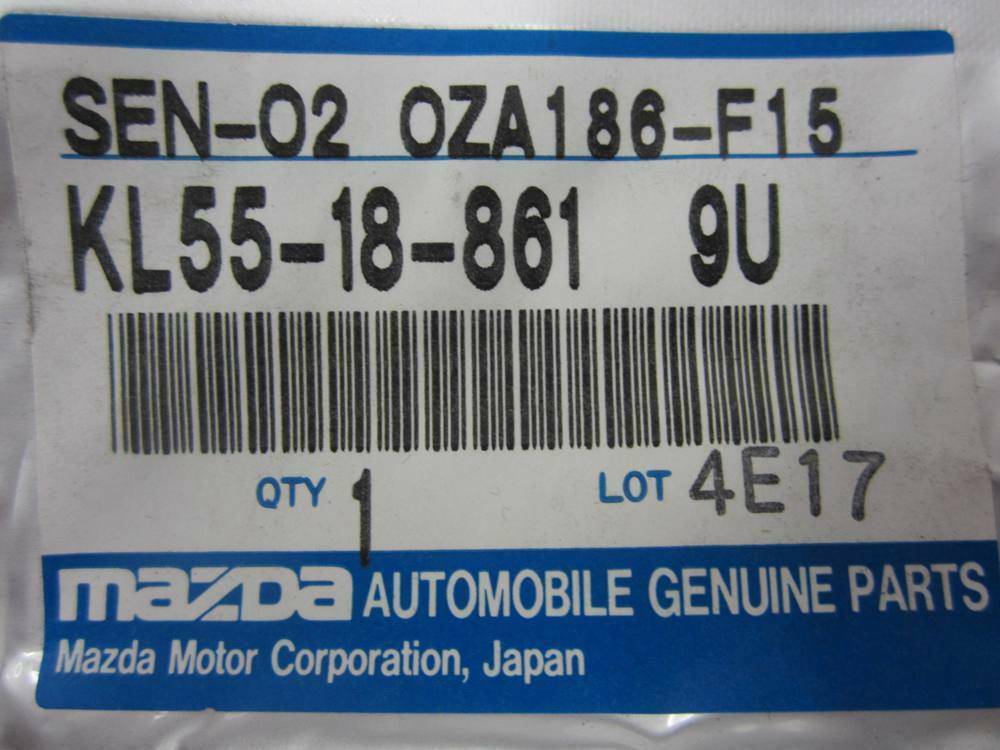 SEN-O2 OZA186-F15
KL55-18-861 9U
QTY 1 LOT 4E17
mazda AUTOMOBILE GENUINE PARTS
Mazda Motor Corporation, Japan